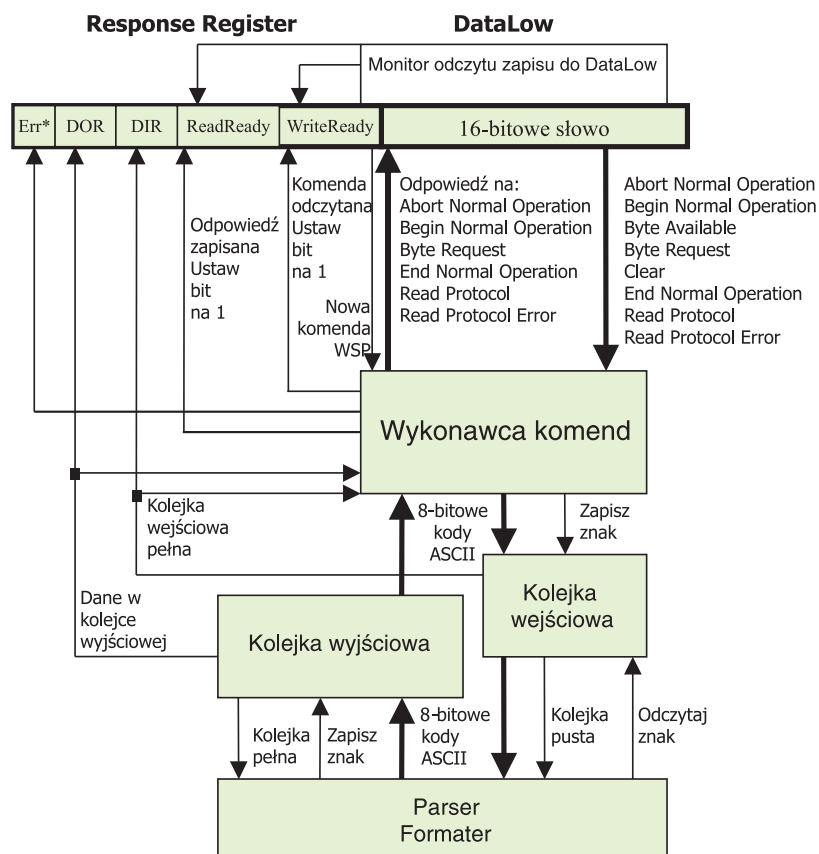 Response Register
DataLow
Monitor odczytu zapisu do DataLow
Err*
DOR
DIR
ReadReady
WriteReady
16-bitowe słowo
Odpowiedź
zapisana
Ustaw
bit
na 1
Komenda
odczytana
Ustaw
bit
na 1
Nowa
komenda
WSP
Odpowiedź na:
Abort Normal Operation
Begin Normal Operation
Byte Request
End Normal Operation
Read Protocol
Read Protocol Error
Abort Normal Operation
Begin Normal Operation
Byte Available
Byte Request
Clear
End Normal Operation
Read Protocol
Read Protocol Error
Wykonawca komend
Kolejka
wejściowa
pełna
8-bitowe
kody
ASCII
Zapisz
znak
Dane w
kolejce
wyjściowej
Kolejka wyjściowa
Kolejka
wejściowa
Kolejka
pełna
Zapisz
znak
8-bitowe
kody
ASCII
Kolejka
pusta
Odczytaj
znak
Parser
Formater